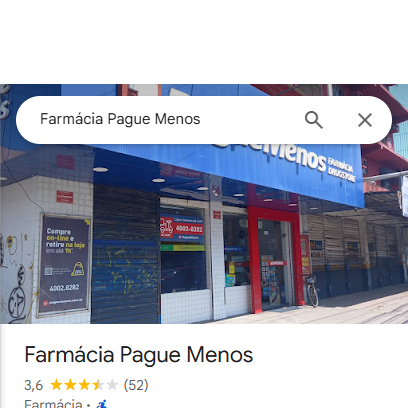 Farmácia Pague Menos
Menos
FARMÁCIA
DRUGSTORE
Compre
on-line e
retire na loja
em até 1h
4002.8282
4002-8282
Farmácia Pague Menos
3,6 (52)
Farmácia ·